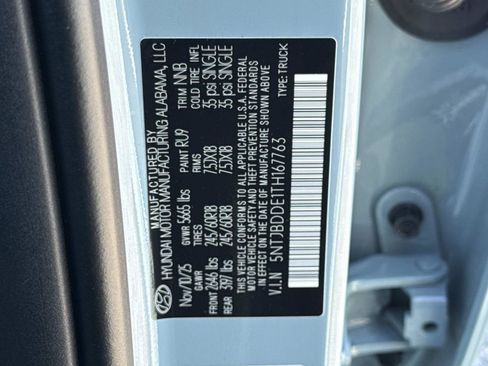 MANUFACTURED BY
HYUNDAI MOTOR MANUFACTURING ALABAMA, LLC
Nov/10/25 PAINT RU9 TRIM NNB
GVWR 5665 lbs
GAWR TIRES RIMS COLD TIRE INFL
FRONT 2646 lbs 245/60R18 7.5JX18 35 psi SINGLE
REAR 3197 lbs 245/60R18 7.5JX18 35 psi SINGLE
THIS VEHICLE CONFORMS TO ALL APPLICABLE U.S.A. FEDERAL
MOTOR VEHICLE SAFETY AND THEFT PREVENTION STANDARDS
IN EFFECT ON THE DATE OF MANUFACTURE SHOWN ABOVE.
V.I.N 5NTJBDDE1TH167763 TYPE:TRUCK